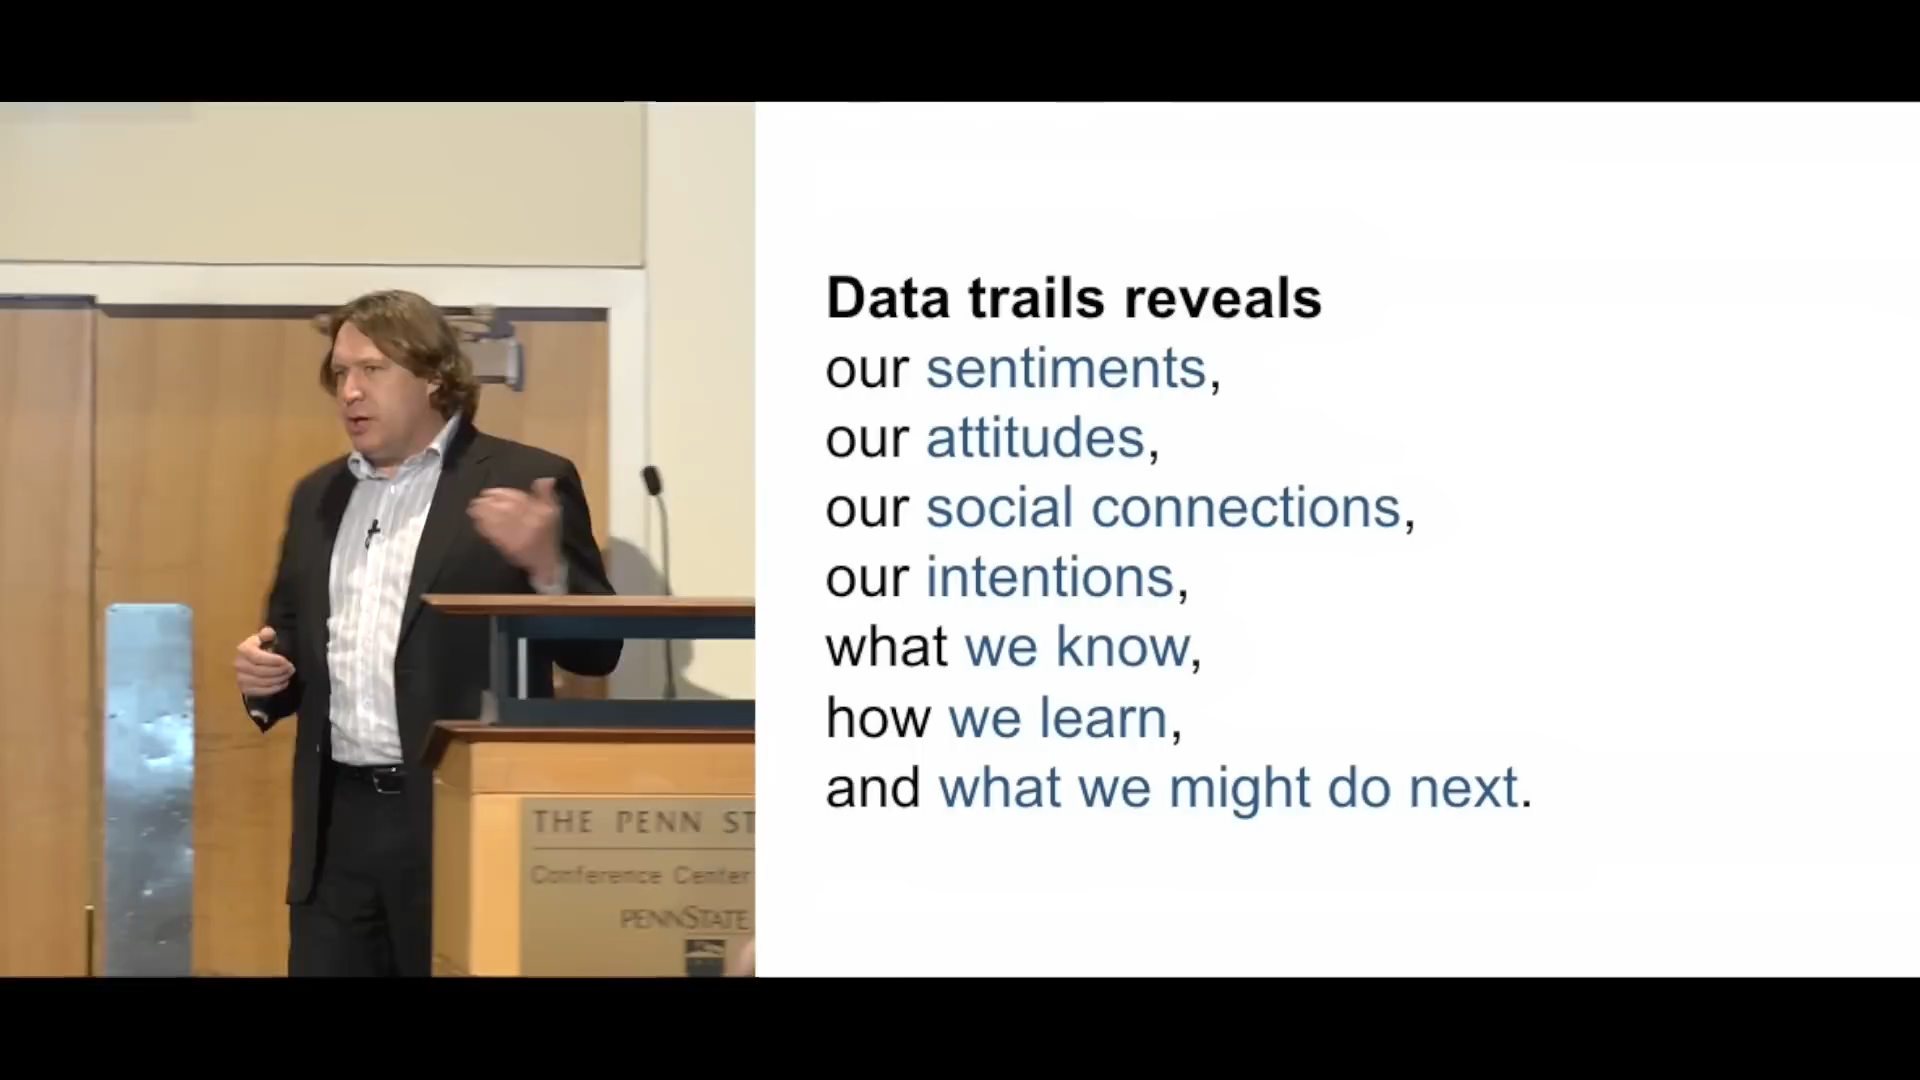 Data trails reveals
our sentiments,
our attitudes,
our social connections,
our intentions,
what we know,
how we learn,
and what we might do next.
THE PENN ST
Conference Center
PENNSTATE